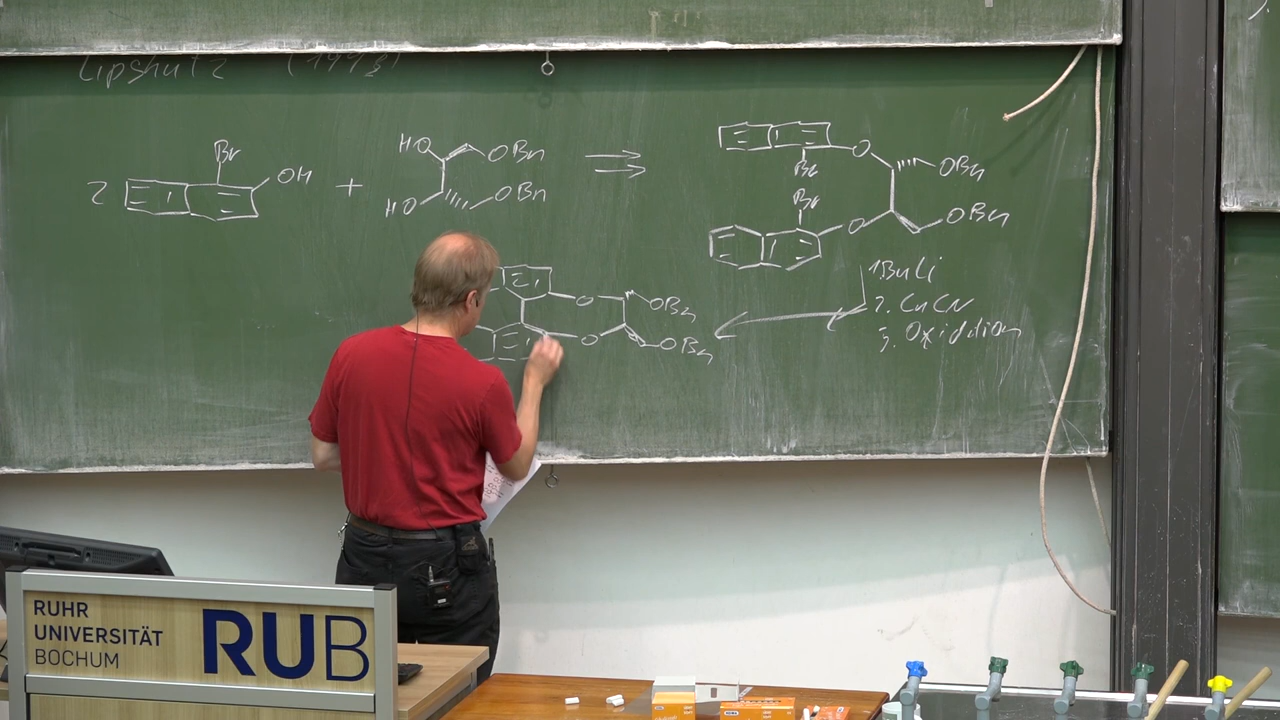 Lipshutz (1993)
2 Br OH + HO OBn
HO OBn
O OBn
Br
Br
O OBn
1. BuLi
2. CuCN
3. Oxidation
O OBn
O OBn
RUHR
UNIVERSITÄT
BOCHUM
RUB